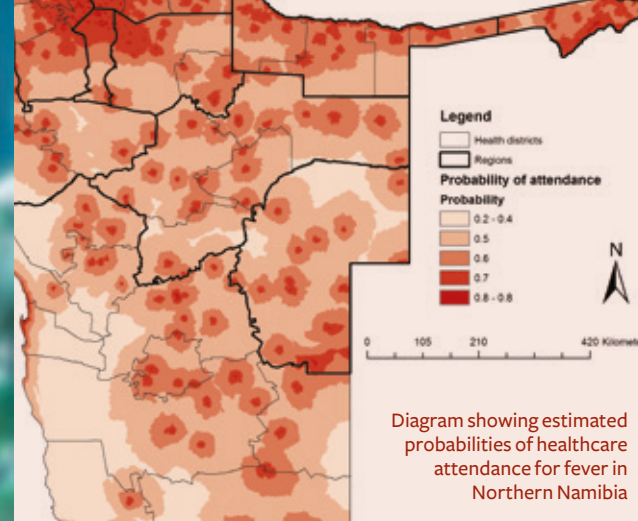 Legend
Health districts
Regions
Probability of attendance
Probability
0.2 - 0.4
0.5
0.6
0.7
0.8 - 0.8
N
0 105 210 420 Kilomete
Diagram showing estimated
probabilities of healthcare
attendance for fever in
Northern Namibia